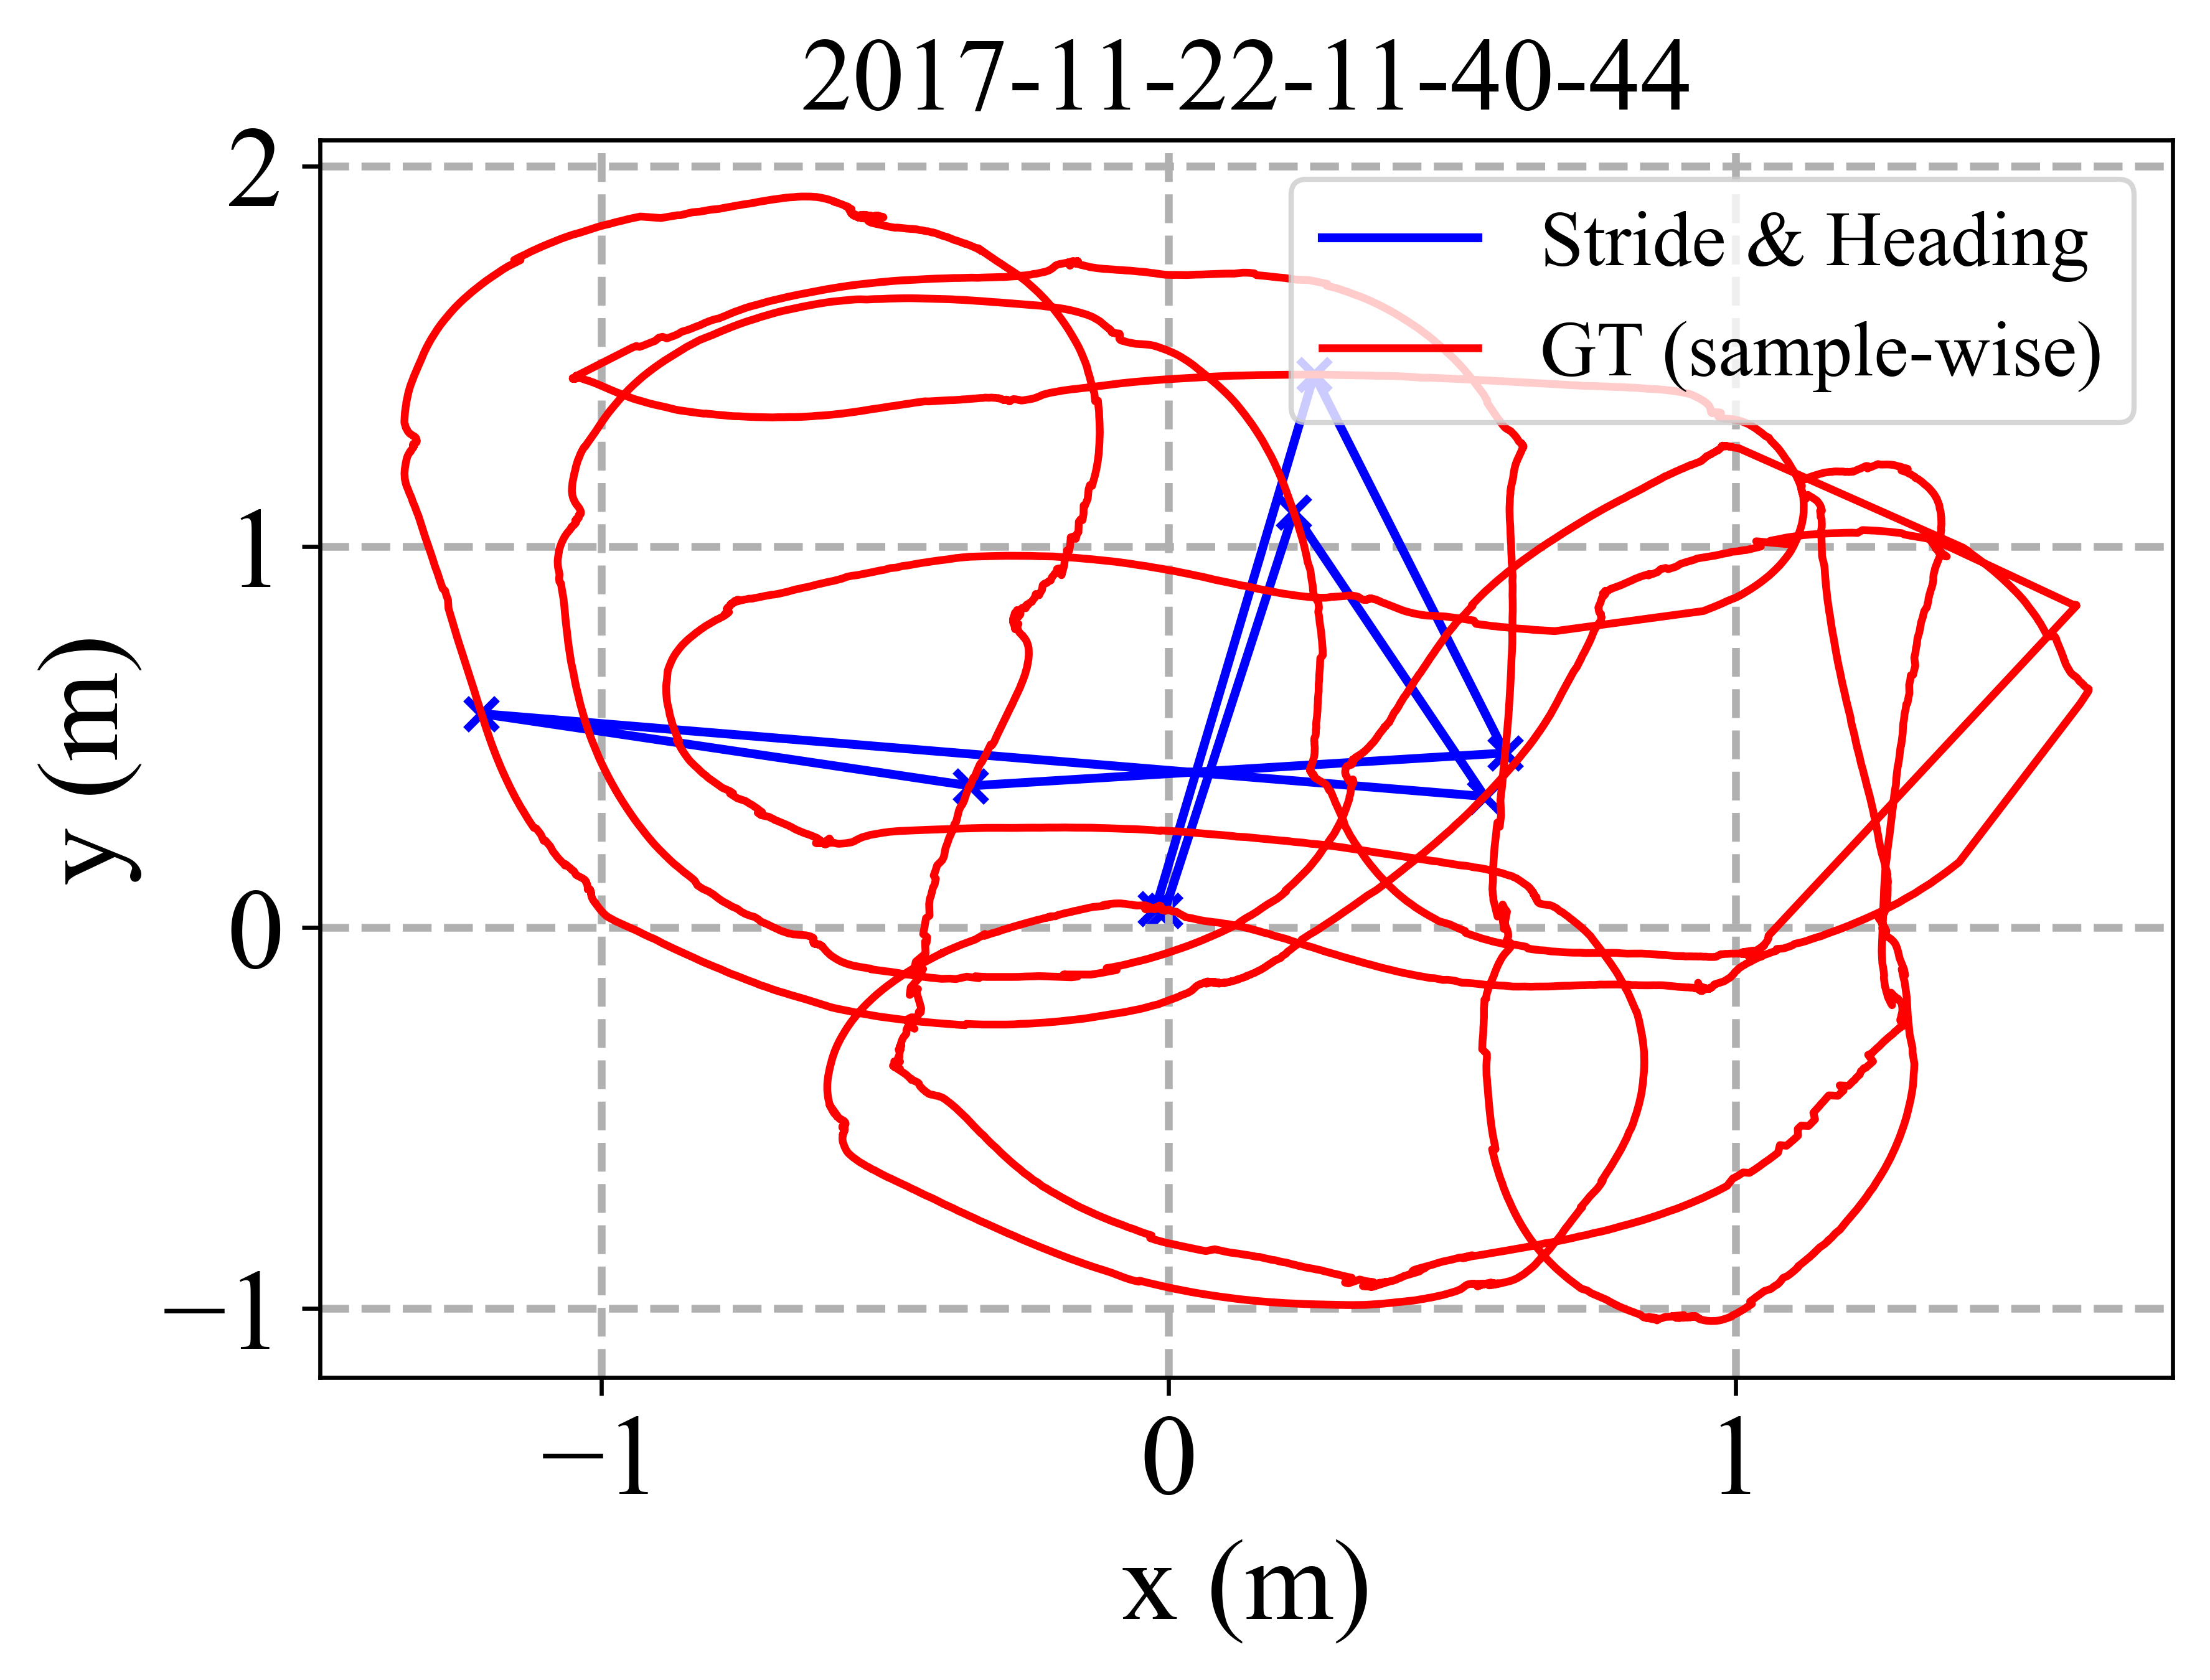 2017-11-22-11-40-44
Stride & Heading
GT (sample-wise)
2
1
0
−1
y (m)
−1
0
1
x (m)